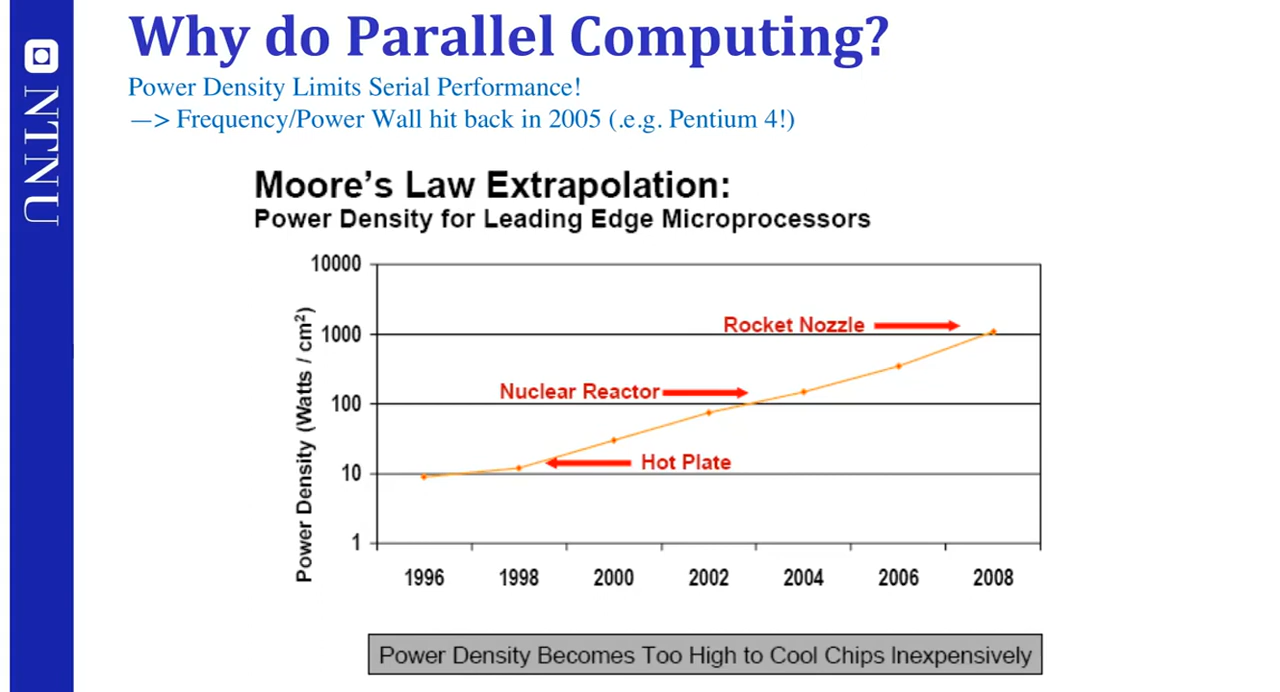 NTNU
Why do Parallel Computing?
Power Density Limits Serial Performance!
—> Frequency/Power Wall hit back in 2005 (.e.g. Pentium 4!)
Moore's Law Extrapolation:
Power Density for Leading Edge Microprocessors
Power Density (Watts / cm²)
10000
1000
100
10
1
Rocket Nozzle
Nuclear Reactor
Hot Plate
1996 1998 2000 2002 2004 2006 2008
Power Density Becomes Too High to Cool Chips Inexpensively